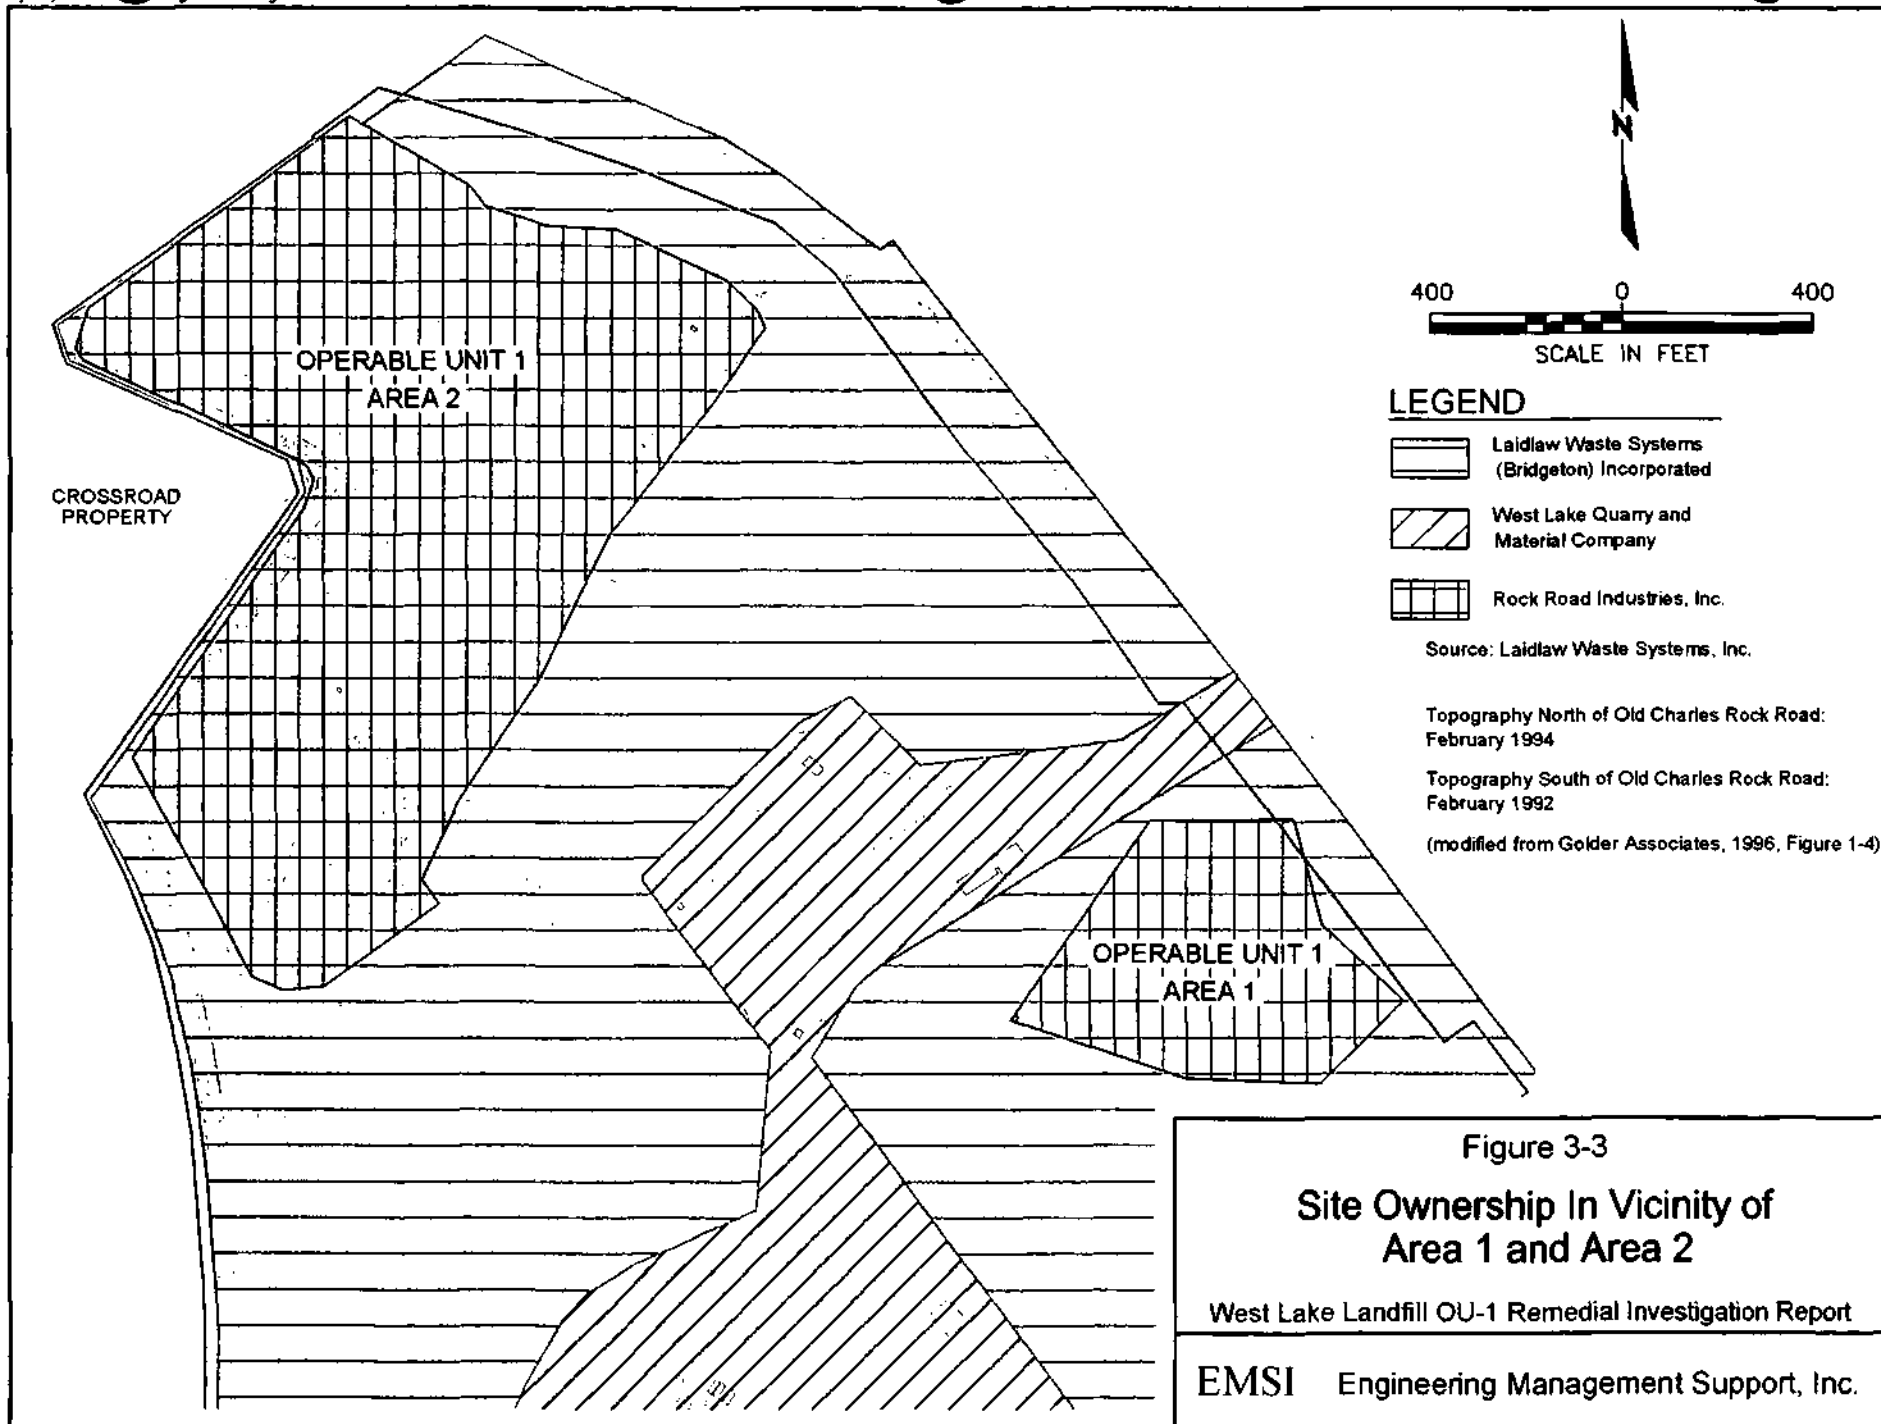 N
400 0 400
SCALE IN FEET
LEGEND
Laidlaw Waste Systems
(Bridgeton) Incorporated
West Lake Quarry and
Material Company
Rock Road Industries, Inc.
Source: Laidlaw Waste Systems, Inc.
Topography North of Old Charles Rock Road:
February 1994
Topography South of Old Charles Rock Road:
February 1992
(modified from Golder Associates, 1996, Figure 1-4)
OPERABLE UNIT 1
AREA 2
CROSSROAD
PROPERTY
OPERABLE UNIT 1
AREA 1
Figure 3-3
Site Ownership In Vicinity of
Area 1 and Area 2
West Lake Landfill OU-1 Remedial Investigation Report
EMSI Engineering Management Support, Inc.